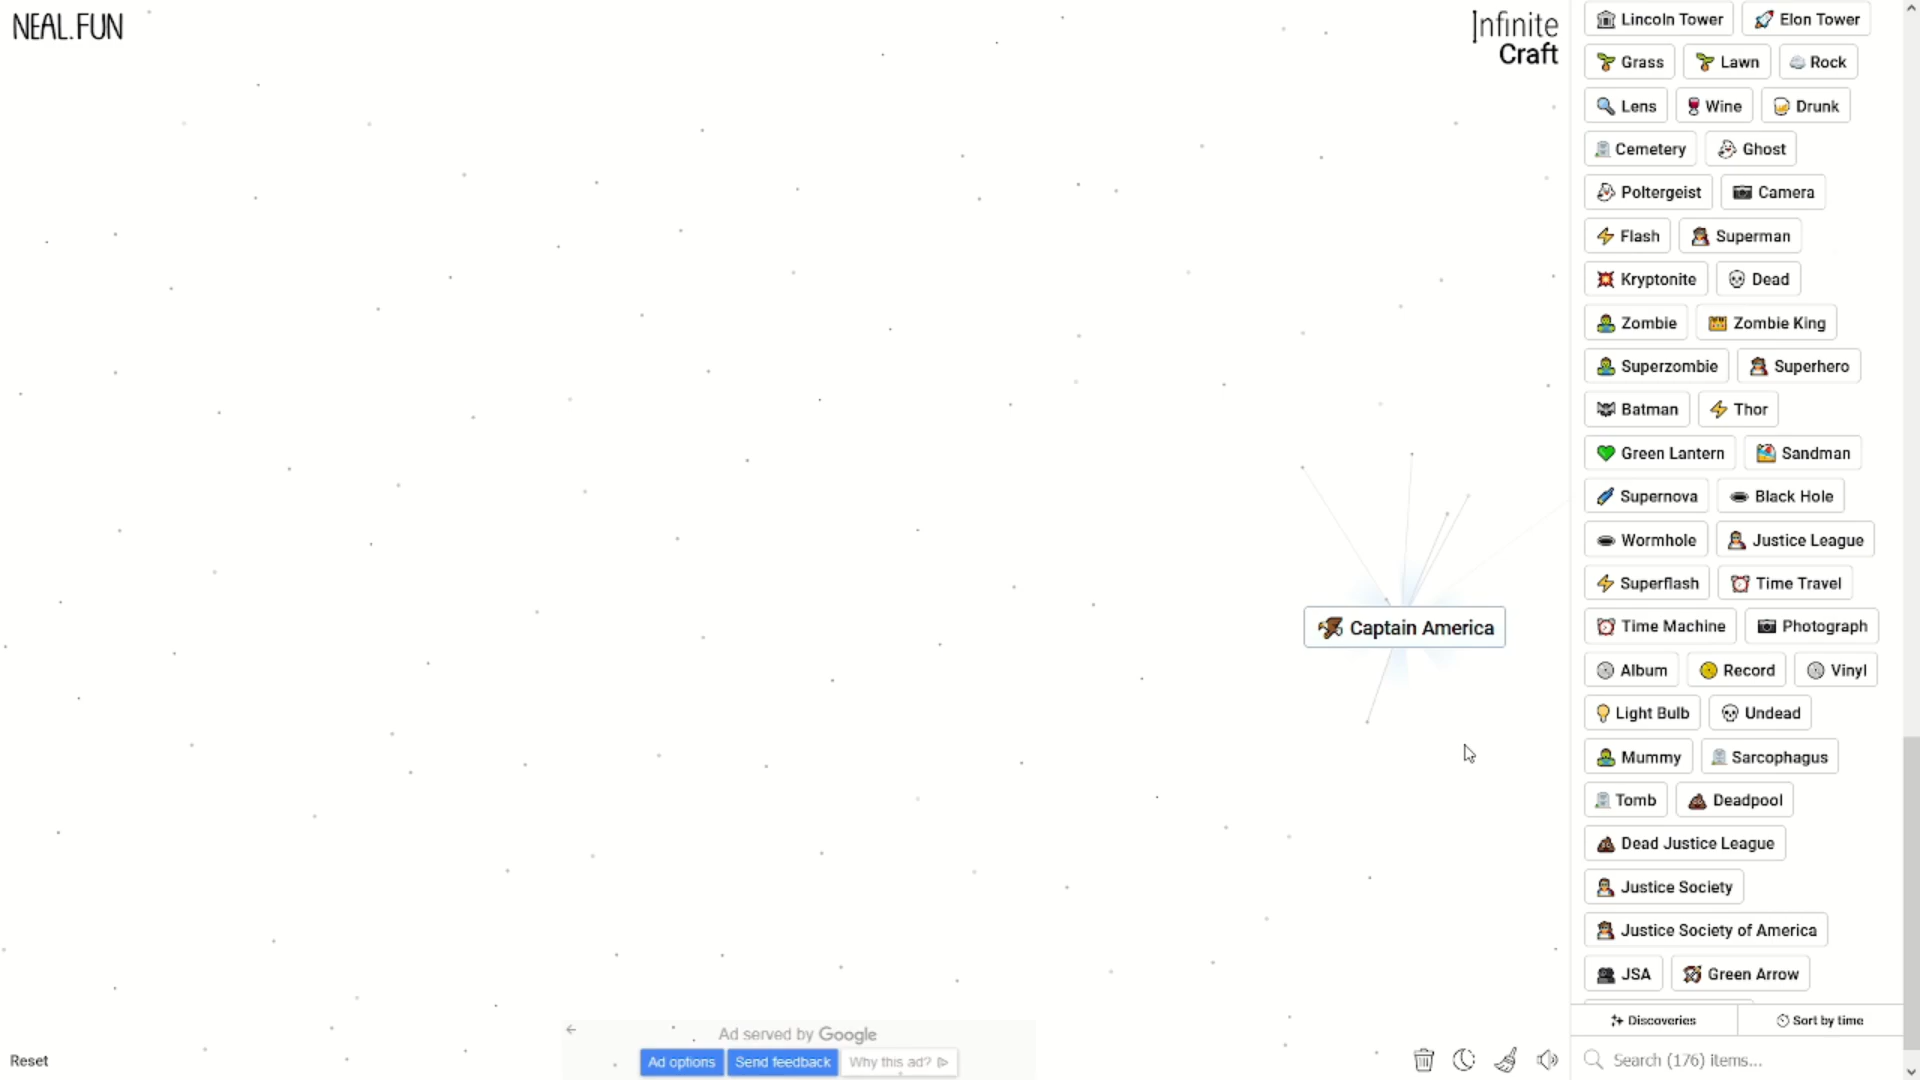 NEAL.FUN
Infinite
Craft
Captain America
Lincoln Tower Elon Tower
Grass Lawn Rock
Lens Wine Drunk
Cemetery Ghost
Poltergeist Camera
Flash Superman
Kryptonite Dead
Zombie Zombie King
Superzombie Superhero
Batman Thor
Green Lantern Sandman
Supernova Black Hole
Wormhole Justice League
Superflash Time Travel
Time Machine Photograph
Album Record Vinyl
Light Bulb Undead
Mummy Sarcophagus
Tomb Deadpool
Dead Justice League
Justice Society
Justice Society of America
JSA Green Arrow
Discoveries Sort by time
Search (176) items...
Ad served by Google
Ad options Send feedback Why this ad?
Reset